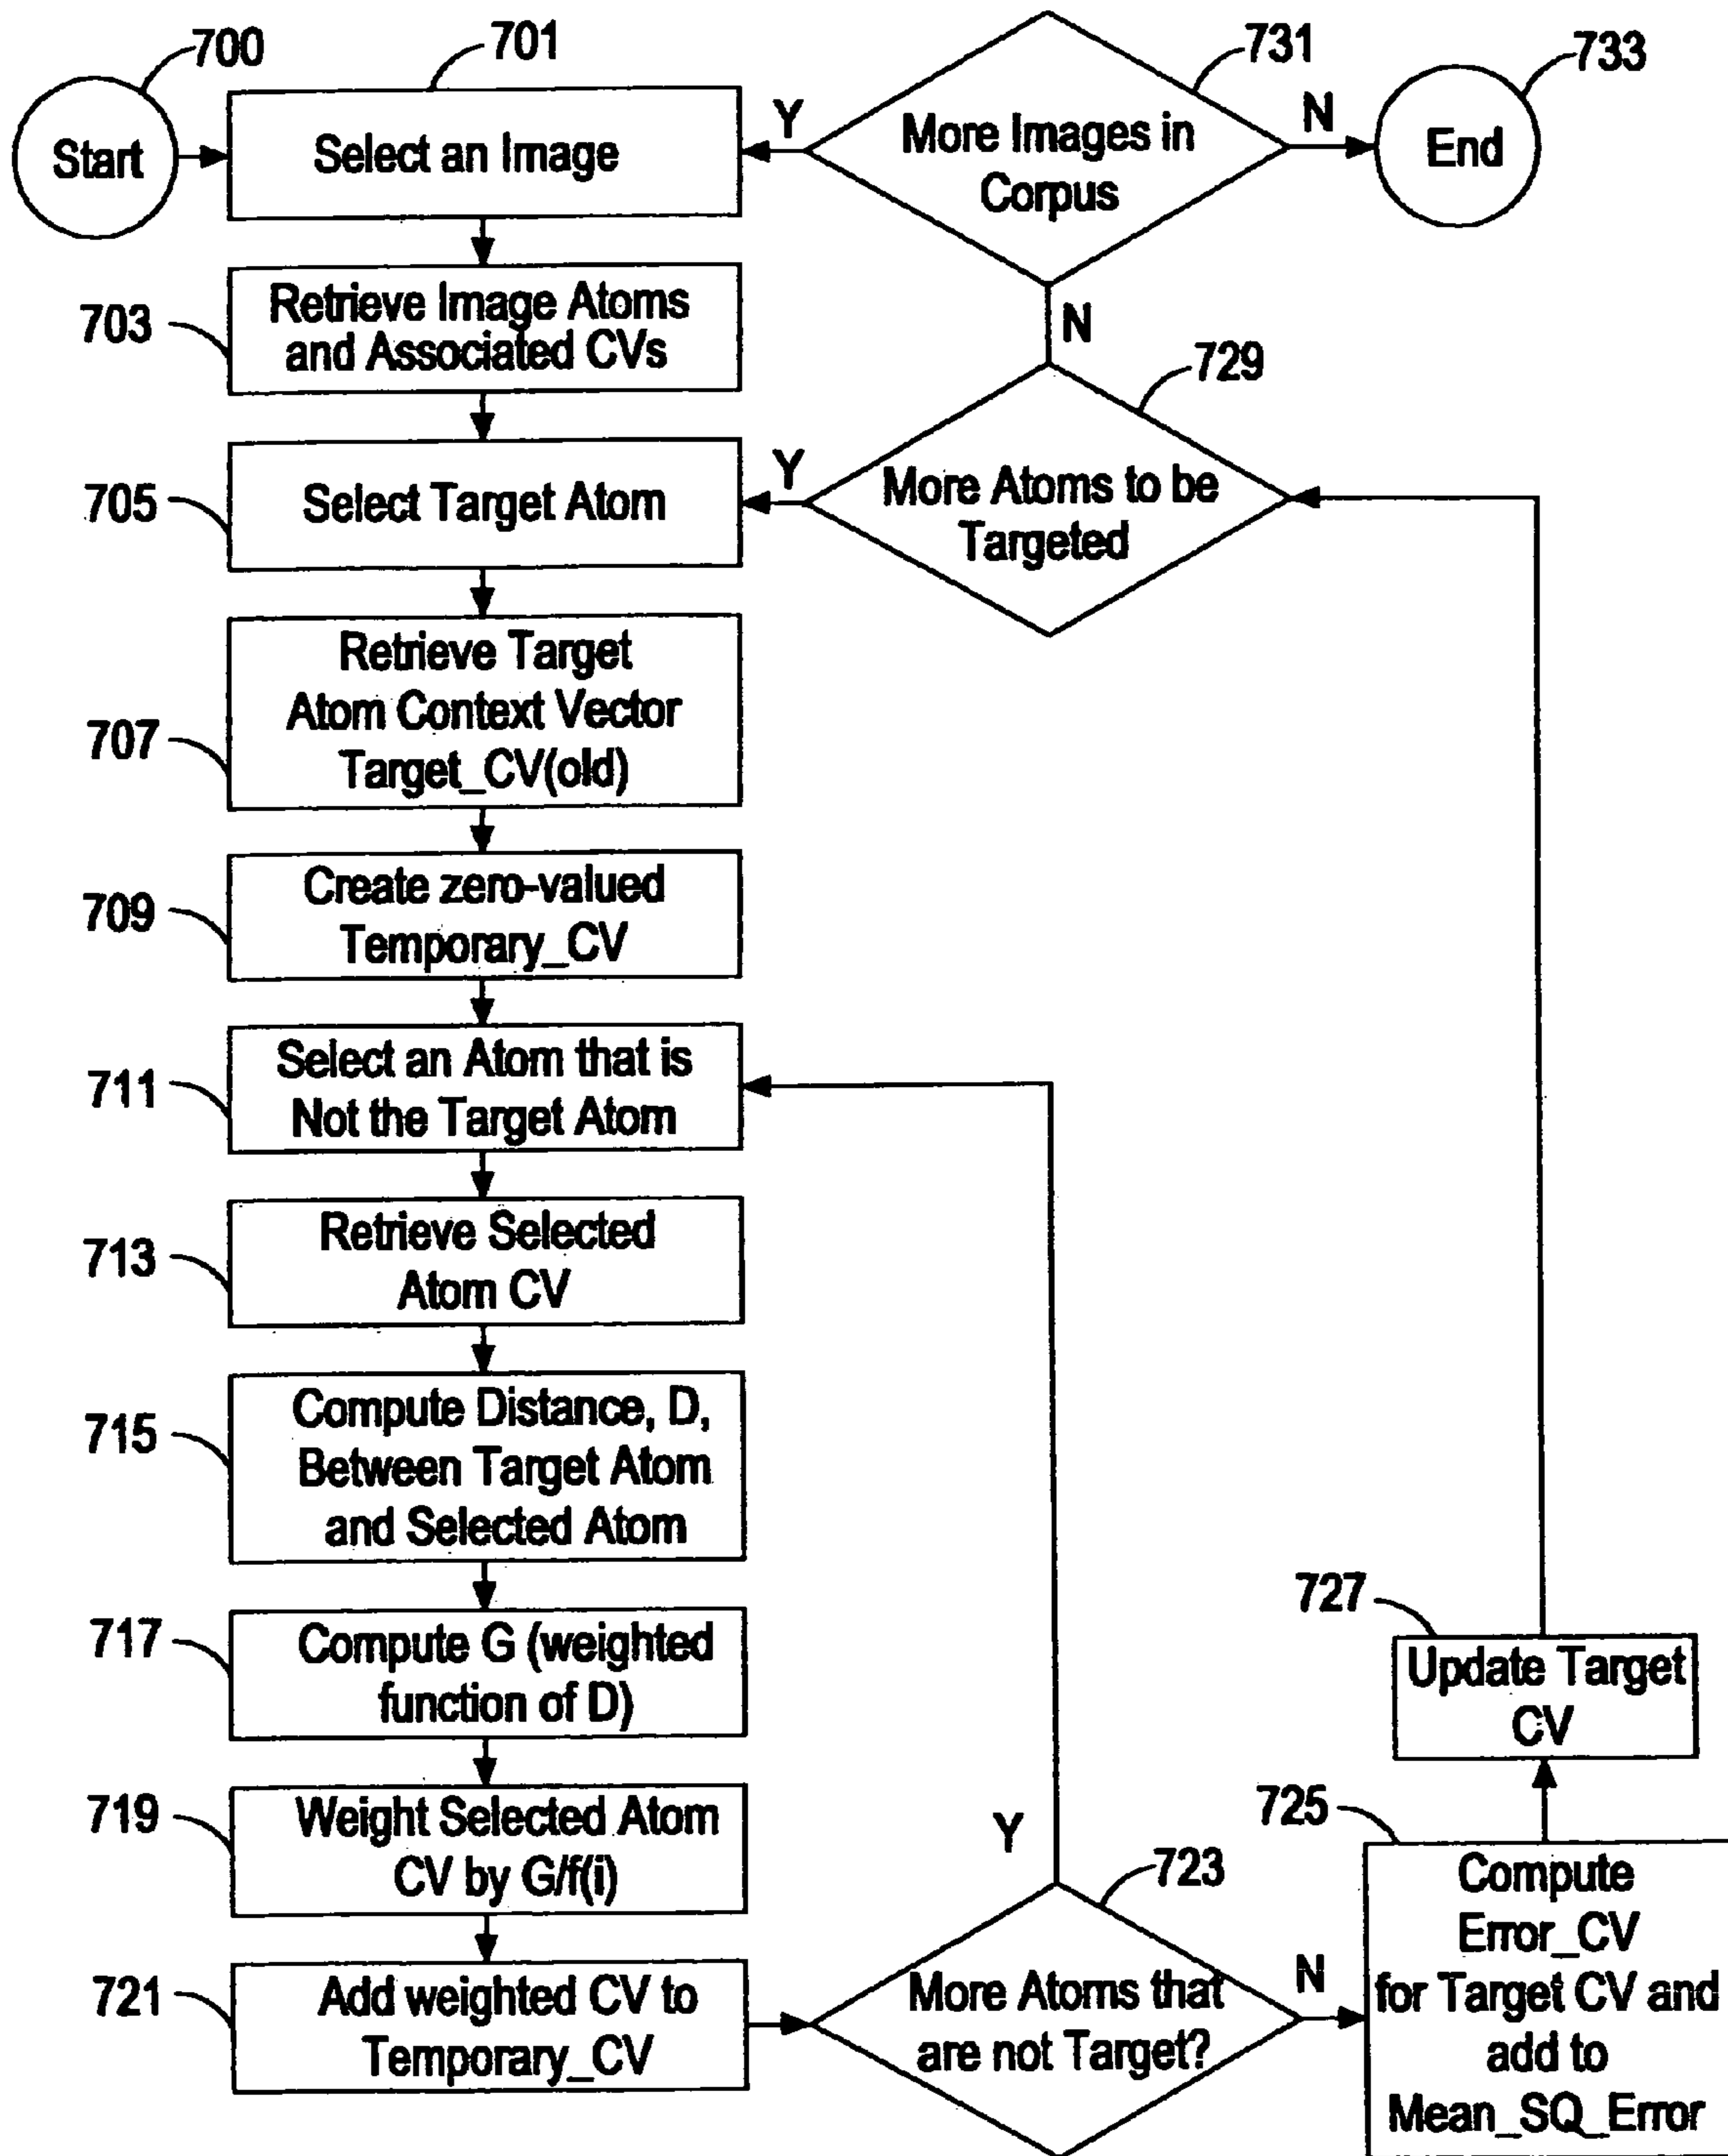 700
Start
701
Select an Image
Y
More Images in
Corpus
731
N
End
733
703
Retrieve Image Atoms
and Associated CVs
N
705
Select Target Atom
Y
More Atoms to be
Targeted
729
707
Retrieve Target
Atom Context Vector
Target_CV(old)
709
Create zero-valued
Temporary_CV
711
Select an Atom that is
Not the Target Atom
713
Retrieve Selected
Atom CV
715
Compute Distance, D,
Between Target Atom
and Selected Atom
717
Compute G (weighted
function of D)
719
Weight Selected Atom
CV by G/f(i)
721
Add weighted CV to
Temporary_CV
Y
723
More Atoms that
are not Target?
N
725
Compute
Error_CV
for Target CV and
add to
Mean_SQ_Error
727
Update Target
CV